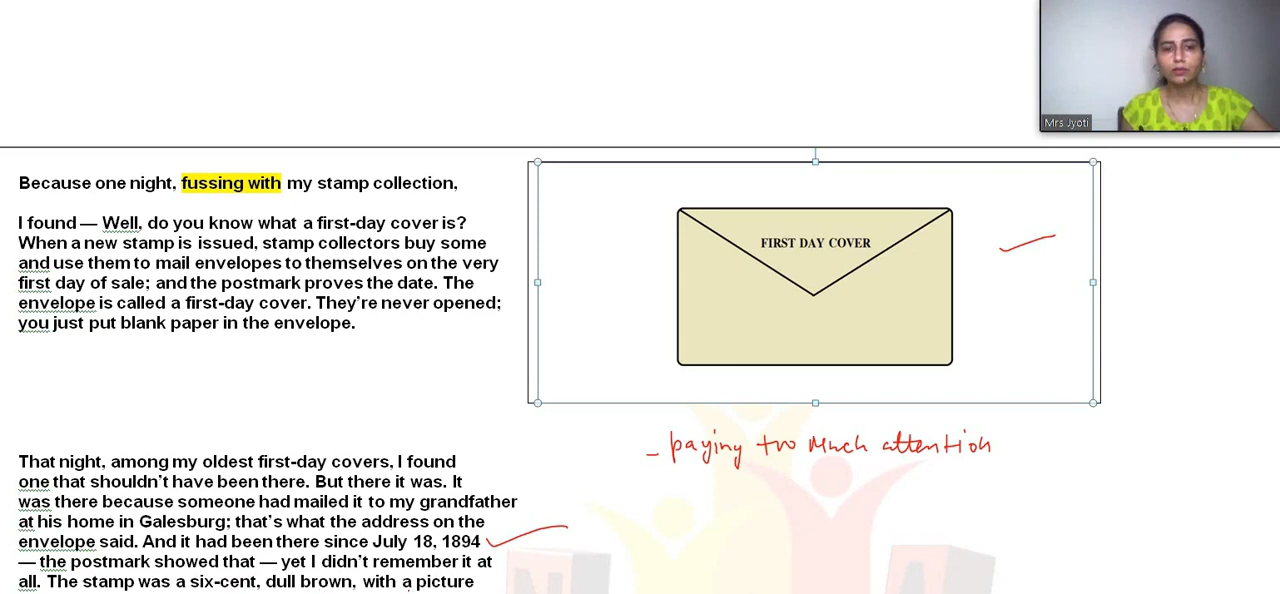 Mrs Jyoti
Because one night, fussing with my stamp collection,
I found — Well, do you know what a first-day cover is?
When a new stamp is issued, stamp collectors buy some
and use them to mail envelopes to themselves on the very
first day of sale; and the postmark proves the date. The
envelope is called a first-day cover. They're never opened;
you just put blank paper in the envelope.
FIRST DAY COVER
- paying too much attention
That night, among my oldest first-day covers, I found
one that shouldn't have been there. But there it was. It
was there because someone had mailed it to my grandfather
at his home in Galesburg; that's what the address on the
envelope said. And it had been there since July 18, 1894
— the postmark showed that — yet I didn't remember it at
all. The stamp was a six-cent, dull brown, with a picture
N
A